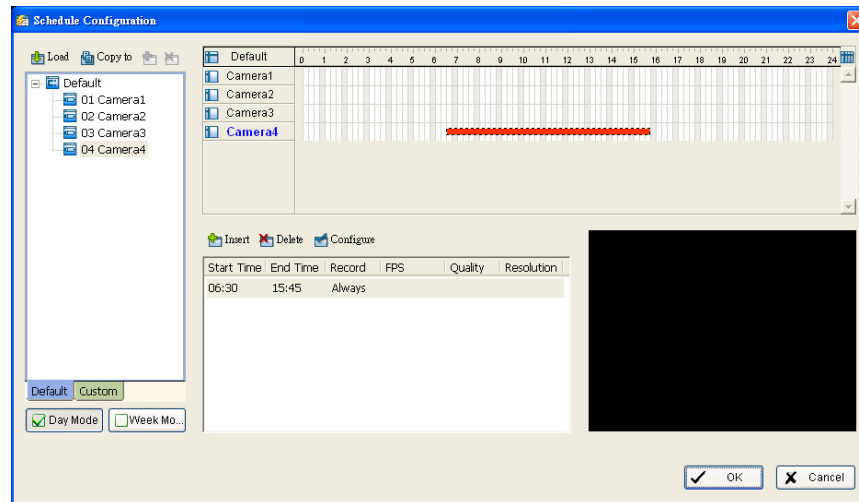 Schedule Configuration
Load Copy to
Default
01 Camera1
02 Camera2
03 Camera3
04 Camera4
Default Custom
Day Mode Week Mo...
Default 0 1 2 3 4 5 6 7 8 9 10 11 12 13 14 15 16 17 18 19 20 21 22 23 24
Camera1
Camera2
Camera3
Camera4
Insert Delete Configure
Start Time End Time Record FPS Quality Resolution
06:30 15:45 Always
OK Cancel